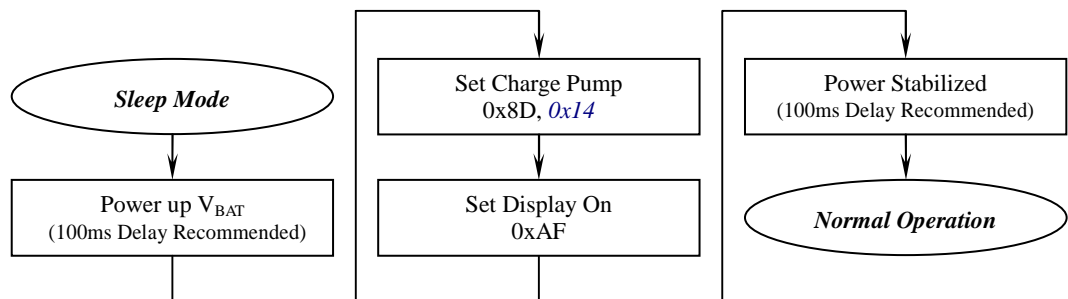 Sleep Mode
Power up VBAT
(100ms Delay Recommended)
Set Charge Pump
0x8D, 0x14
Set Display On
0xAF
Power Stabilized
(100ms Delay Recommended)
Normal Operation